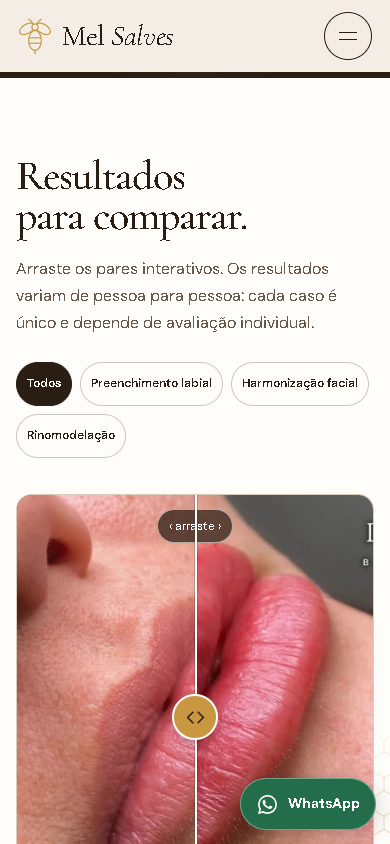 Mel Salves
Resultados
para comparar.
Arraste os pares interativos. Os resultados
variam de pessoa para pessoa: cada caso é
único e depende de avaliação individual.
Todos
Preenchimento labial
Harmonização facial
Rinomodelação
‹ arraste ›
WhatsApp